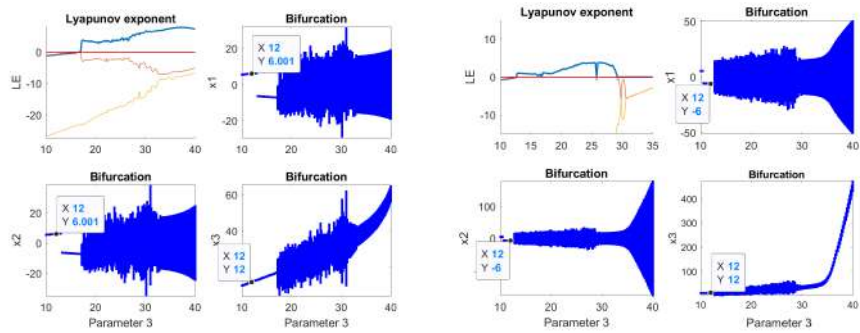 Lyapunov exponent
LE
0
-10
-20
10
20
30
40
Bifurcation
x1
20
0
-20
X 12
Y 6.001
10
20
30
40
Bifurcation
x2
20
0
-20
X 12
Y 6.001
10
20
30
40
Parameter 3
Bifurcation
x3
60
40
20
X 12
Y 12
10
20
30
40
Parameter 3
Lyapunov exponent
LE
10
0
-10
10
15
20
25
30
35
Bifurcation
x1
50
0
-50
X 12
Y -6
10
20
30
40
Bifurcation
x2
100
0
-100
X 12
Y -6
10
20
30
40
Parameter 3
Bifurcation
x3
400
300
200
100
X 12
Y 12
10
20
30
40
Parameter 3